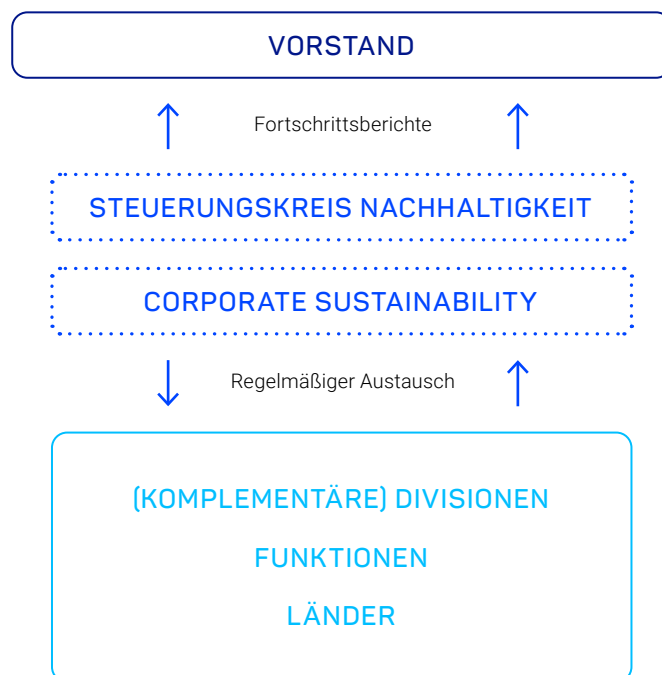 VORSTAND
Fortschrittsberichte
STEUERUNGSKREIS NACHHALTIGKEIT
CORPORATE SUSTAINABILITY
Regelmäßiger Austausch
(KOMPLEMENTÄRE) DIVISIONEN
FUNKTIONEN
LÄNDER